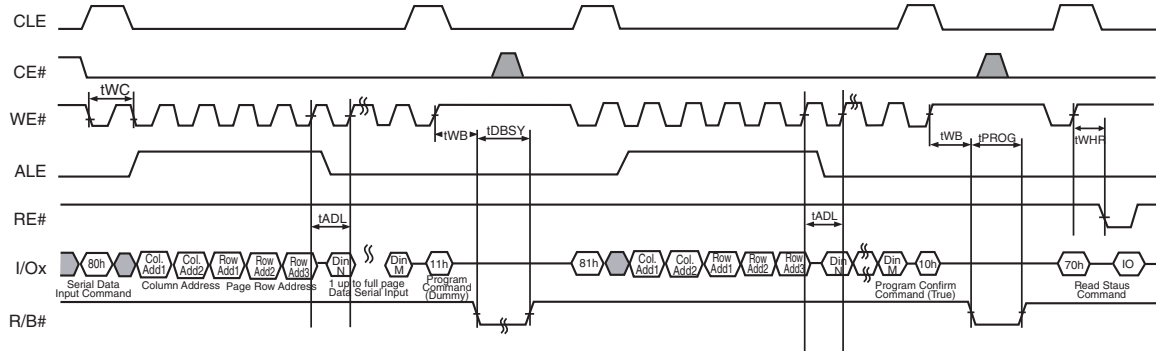 CLE
CE#
tWC
WE#
tWB
tDBSY
tWB
tPROG
tWHR
ALE
RE#
tADL
tADL
I/Ox
80h
Col.
Add1
Col.
Add2
Row
Add1
Row
Add2
Row
Add3
Din
N
Din
M
11h
81h
Col.
Add1
Col.
Add2
Row
Add1
Row
Add2
Row
Add3
Din
N
Din
M
10h
70h
IO
Serial Data
Input Command
Column Address
Page Row Address
1 up to full page
Data Serial Input
Program
Command
(Dummy)
Program Confirm
Command (True)
Read Staus
Command
R/B#